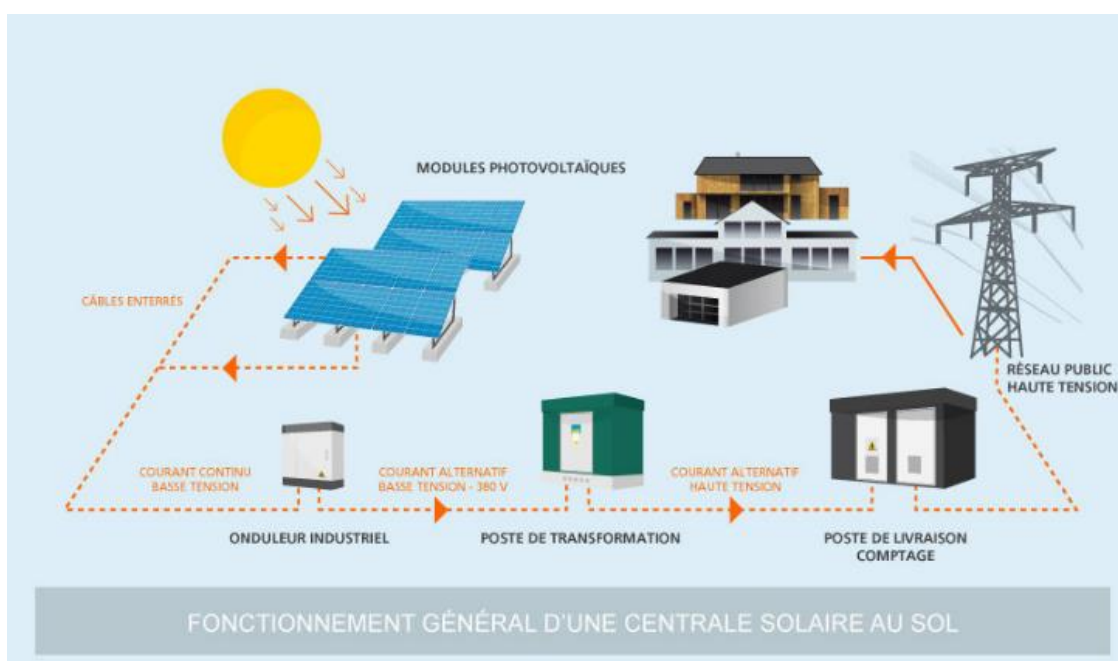 MODULES PHOTOVOLTAÏQUES
CÂBLES ENTERRÉS
RÉSEAU PUBLIC
HAUTE TENSION
COURANT CONTINU
BASSE TENSION
COURANT ALTERNATIF
BASSE TENSION - 380 V
COURANT ALTERNATIF
HAUTE TENSION
ONDULEUR INDUSTRIEL
POSTE DE TRANSFORMATION
POSTE DE LIVRAISON
COMPTAGE
FONCTIONNEMENT GÉNÉRAL D'UNE CENTRALE SOLAIRE AU SOL